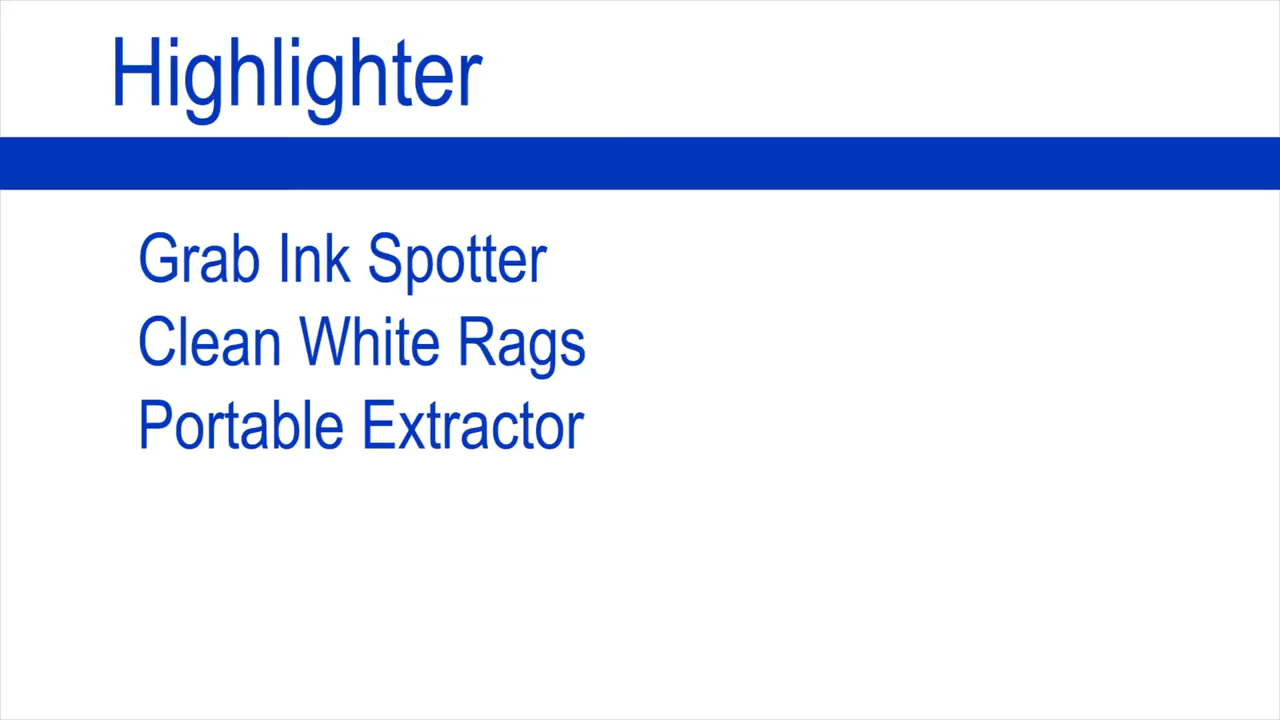 Highlighter
Grab Ink Spotter
Clean White Rags
Portable Extractor